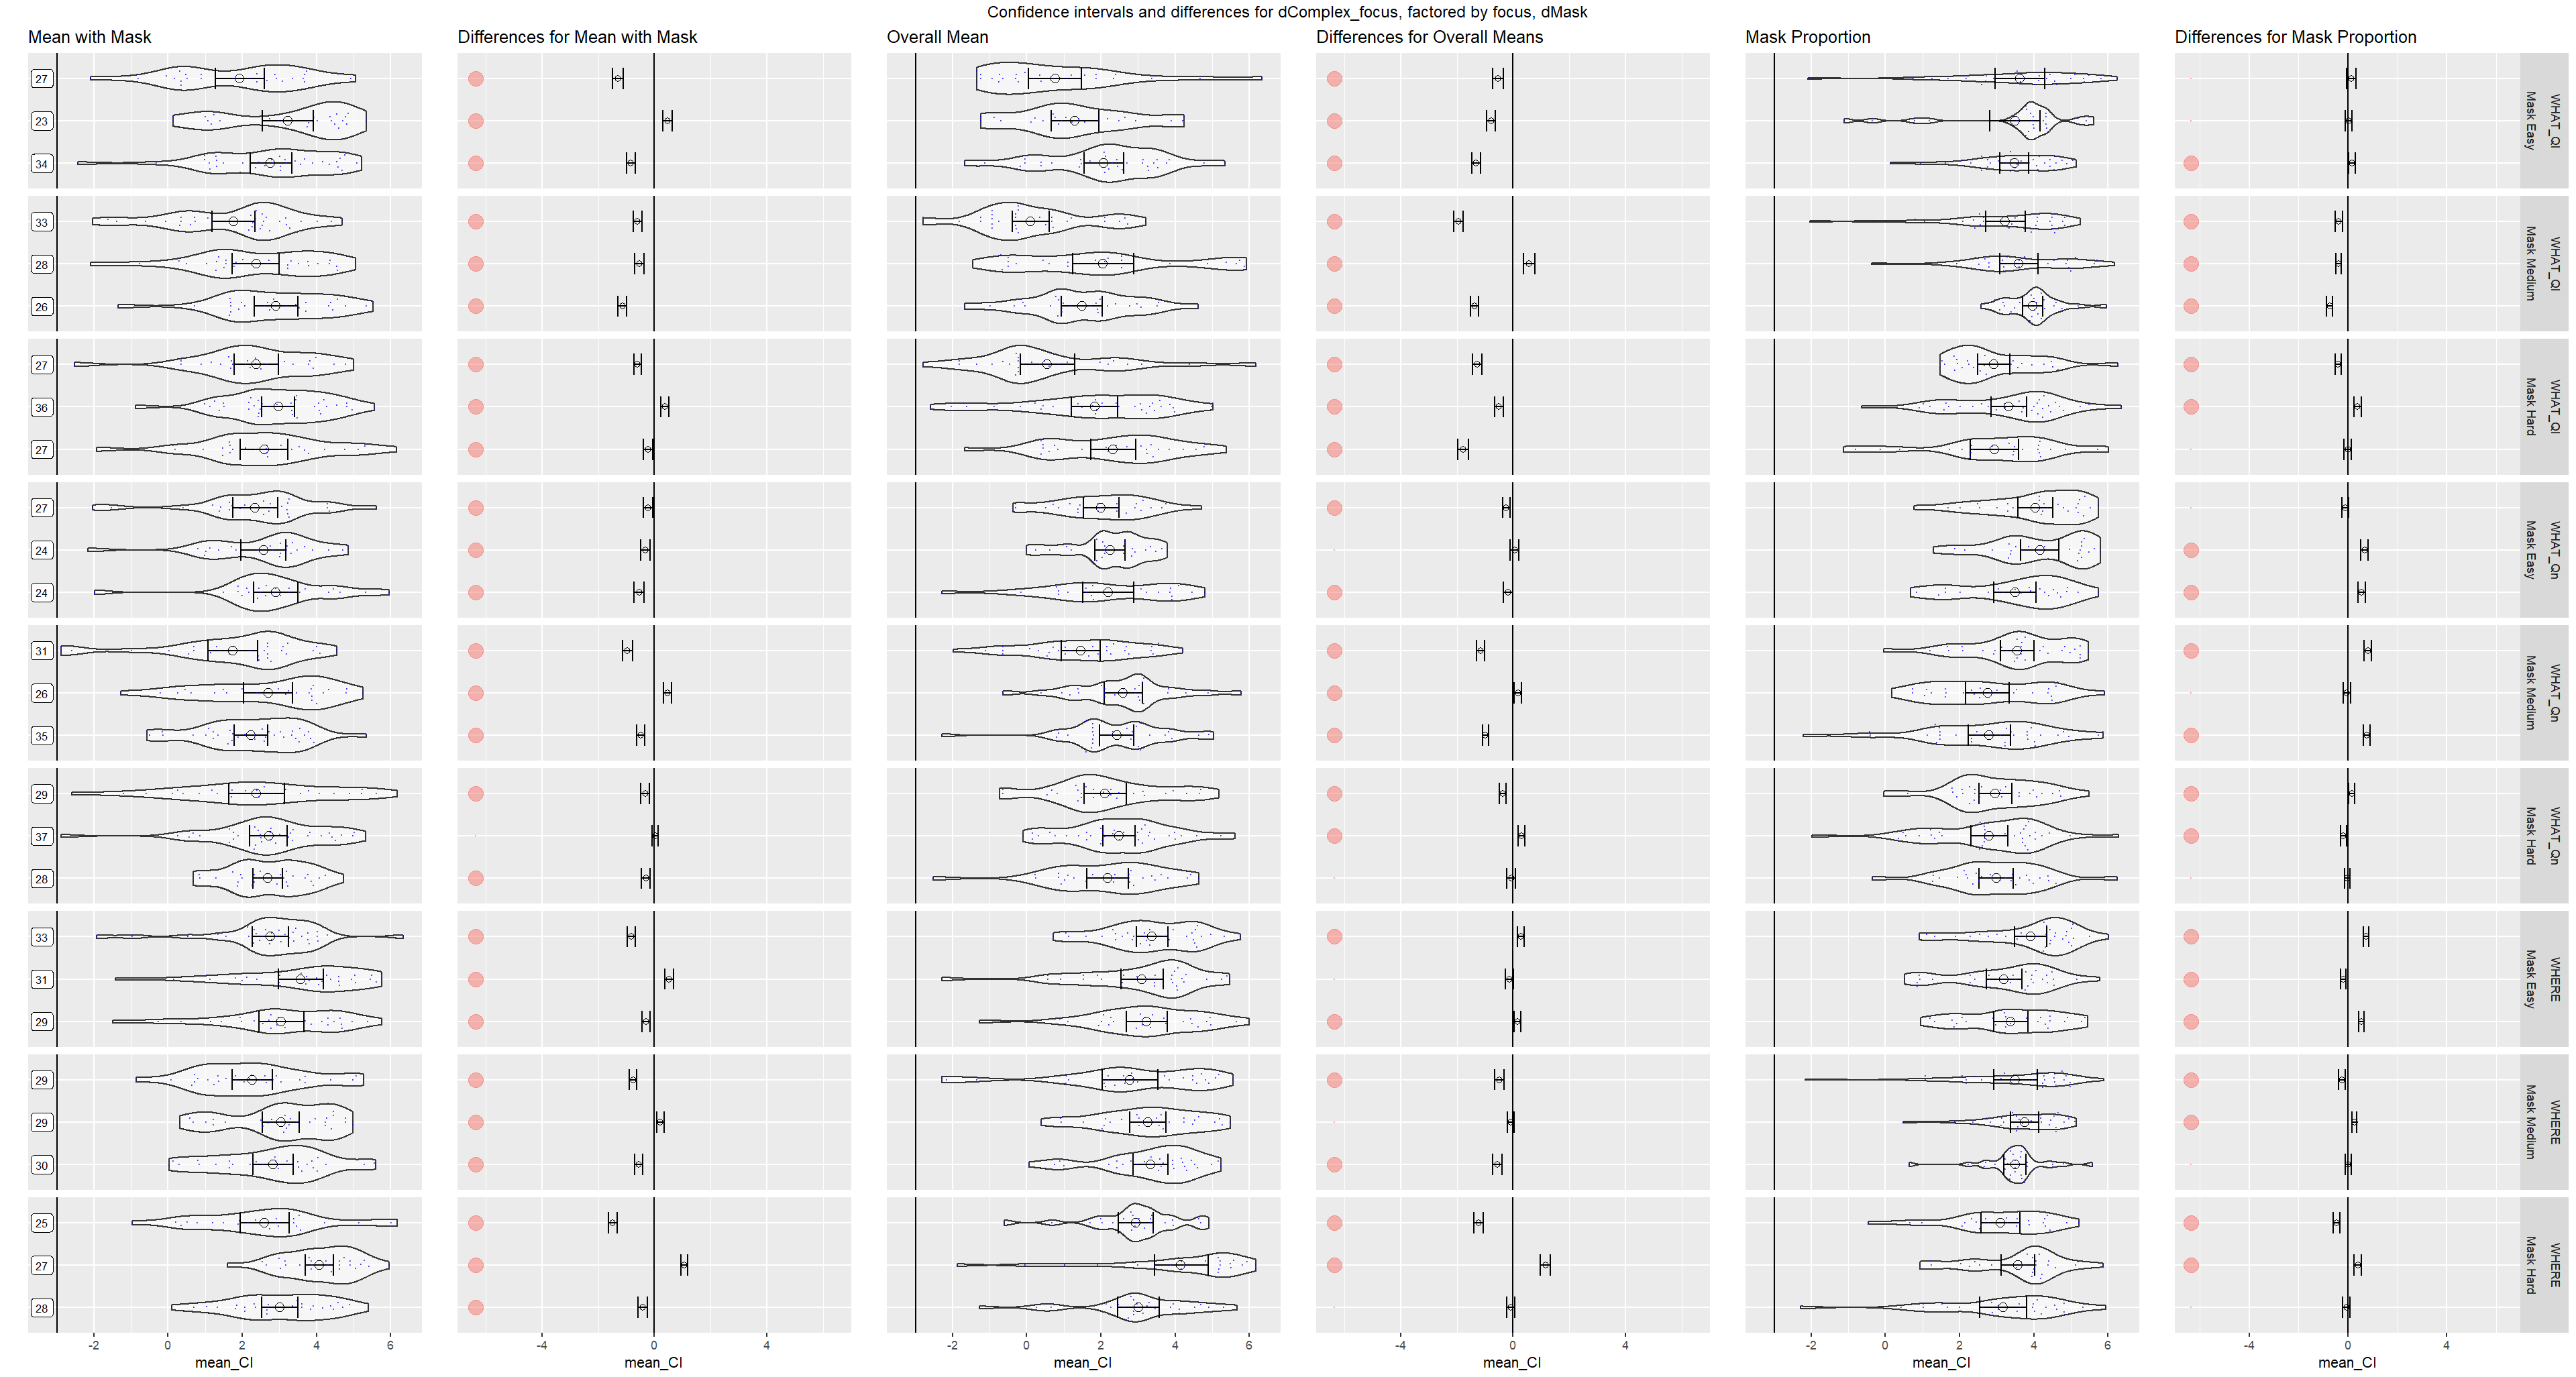 Confidence intervals and differences for dComplex_focus, factored by focus, dMask
Mean with Mask
Differences for Mean with Mask
Overall Mean
Differences for Overall Means
Mask Proportion
Differences for Mask Proportion
27
23
34
WHAT_Ql
Mask Easy
33
28
26
WHAT_Ql
Mask Medium
27
36
27
WHAT_Ql
Mask Hard
27
24
24
WHAT_Qn
Mask Easy
31
26
35
WHAT_Qn
Mask Medium
29
37
28
WHAT_Qn
Mask Hard
33
31
29
WHERE
Mask Easy
29
29
30
WHERE
Mask Medium
25
27
28
WHERE
Mask Hard
-2 0 2 4 6
-4 0 4
-2 0 2 4 6
-4 0 4
-2 0 2 4 6
-4 0 4
mean_CI
mean_CI
mean_CI
mean_CI
mean_CI
mean_CI